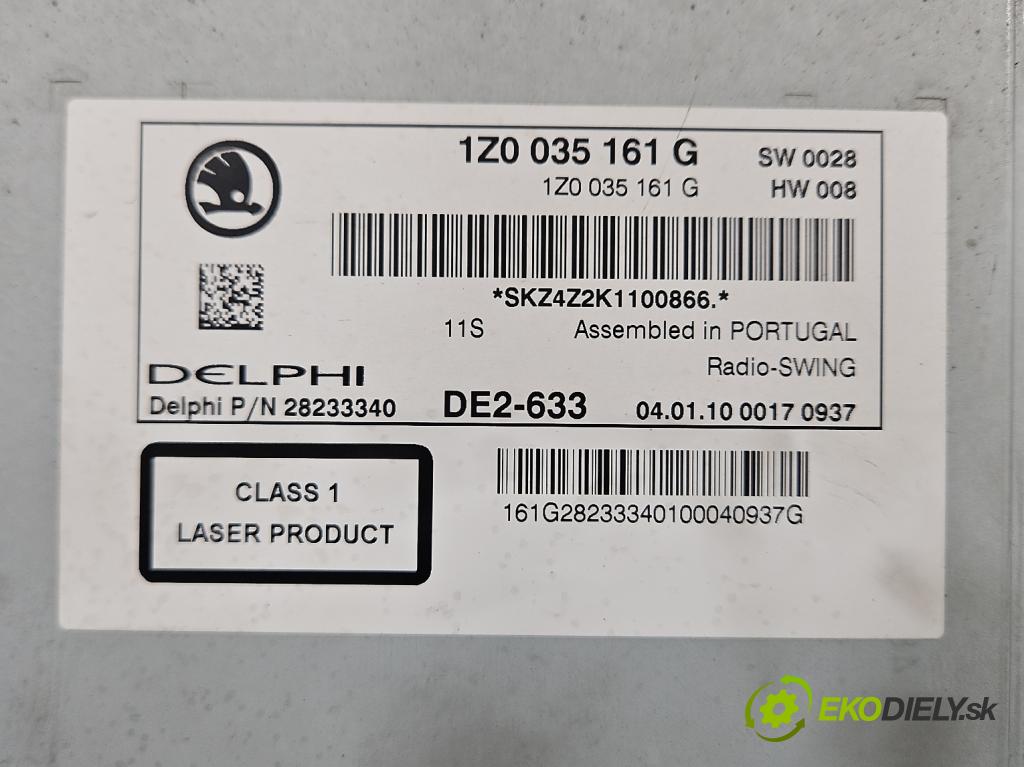 1Z0 035 161 G SW 0028
1Z0 035 161 G HW 008
*SKZ4Z2K1100866.*
11S Assembled in PORTUGAL
Radio-SWING
DELPHI
Delphi P/N 28233340 DE2-633 04.01.10 0017 0937
CLASS 1
LASER PRODUCT
161G28233340100040937G
EKODIELY.sk